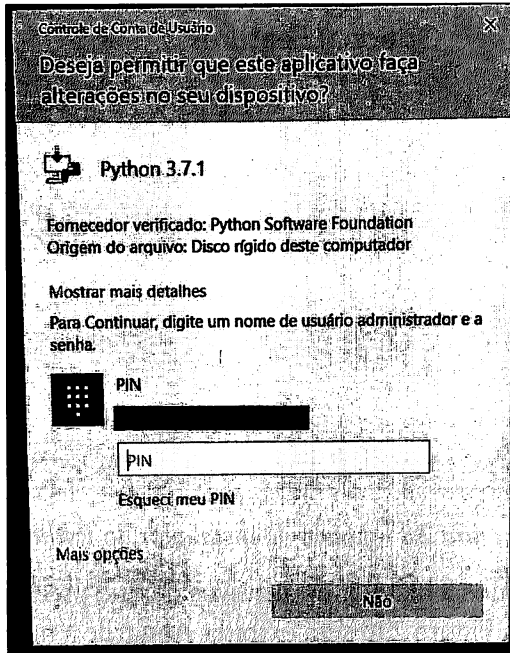 Controle de Conta de Usuário
Deseja permitir que este aplicativo faça
alterações no seu dispositivo?
Python 3.7.1
Fornecedor verificado: Python Software Foundation
Origem do arquivo: Disco rígido deste computador
Mostrar mais detalhes
Para Continuar, digite um nome de usuário administrador e a
senha.
PIN
PIN
Esqueci meu PIN
Mais opções
Não